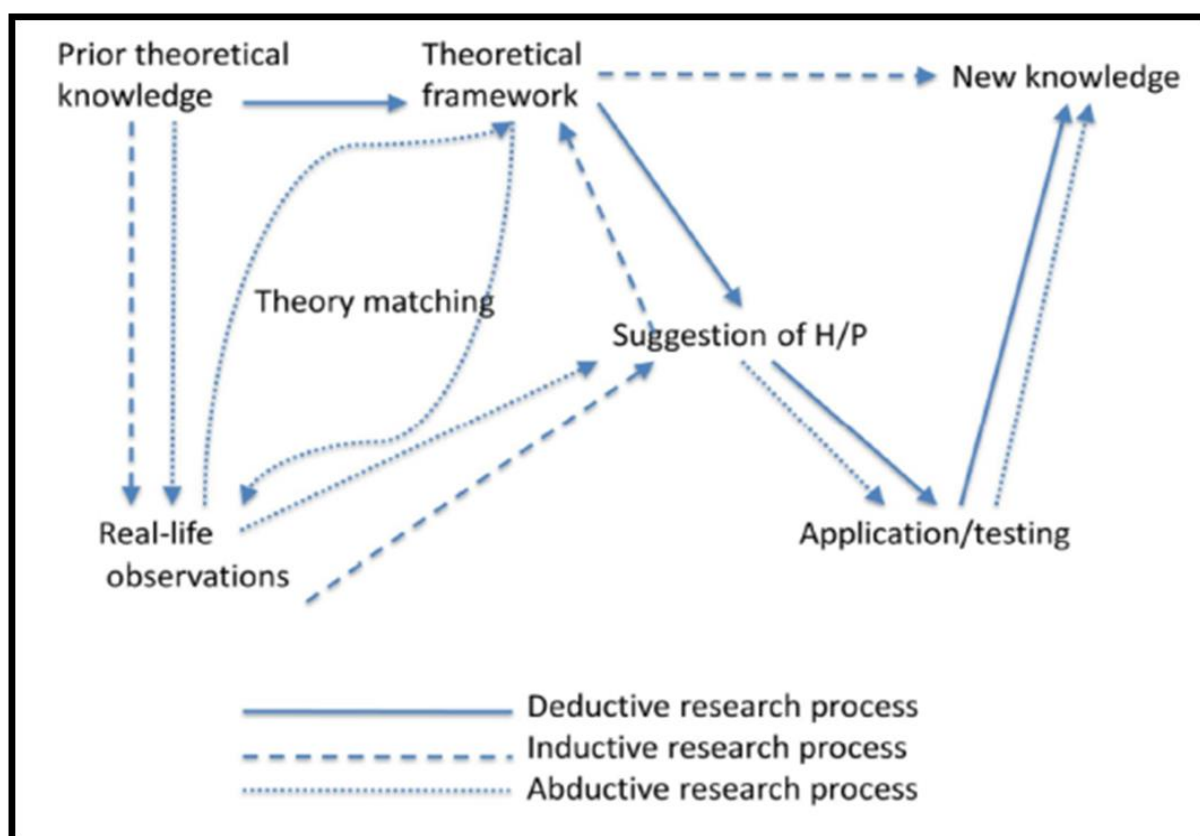 Prior theoretical
knowledge
Theoretical
framework
New knowledge
Theory matching
Suggestion of H/P
Real-life
observations
Application/testing
Deductive research process
Inductive research process
Abductive research process